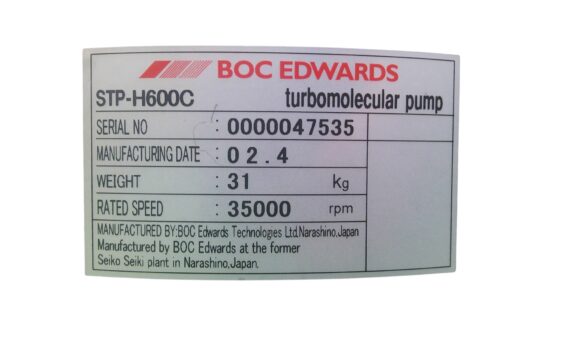 BOC EDWARDS
STP-H600C turbomolecular pump
SERIAL NO : 0000047535
MANUFACTURING DATE : 02.4
WEIGHT : 31 Kg
RATED SPEED : 35000 rpm
MANUFACTURED BY:BOC Edwards Technologies Ltd,Narashino,Japan
Manufactured by BOC Edwards at the former
Seiko Seiki plant in Narashino,Japan.